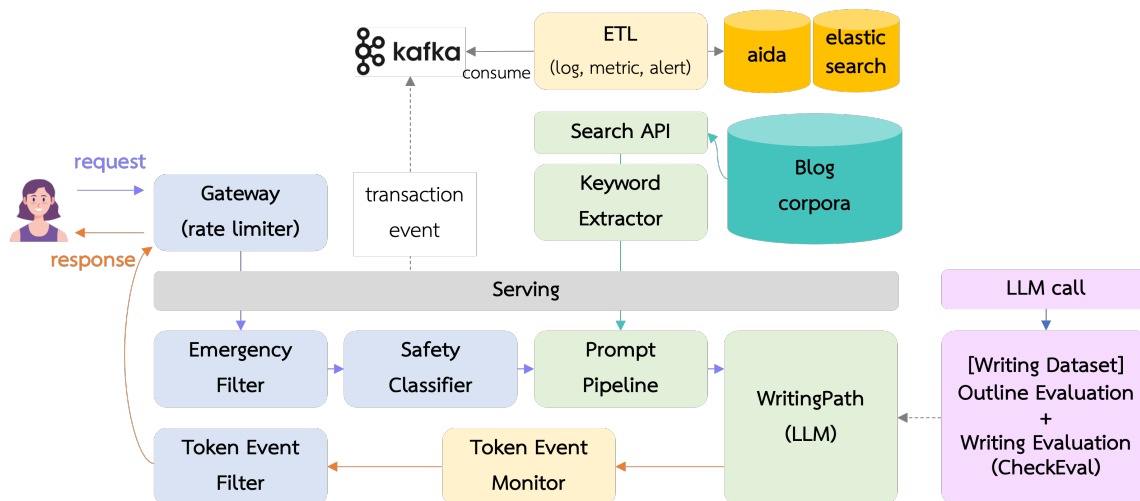 ETL
(log, metric, alert)
kafka
consume
aida
elastic
search
Search API
Blog
corpora
request
Gateway
(rate limiter)
transaction
event
Keyword
Extractor
response
Serving
LLM call
Emergency
Filter
Safety
Classifier
Prompt
Pipeline
WritingPath
(LLM)
[Writing Dataset]
Outline Evaluation
+
Writing Evaluation
(CheckEval)
Token Event
Filter
Token Event
Monitor